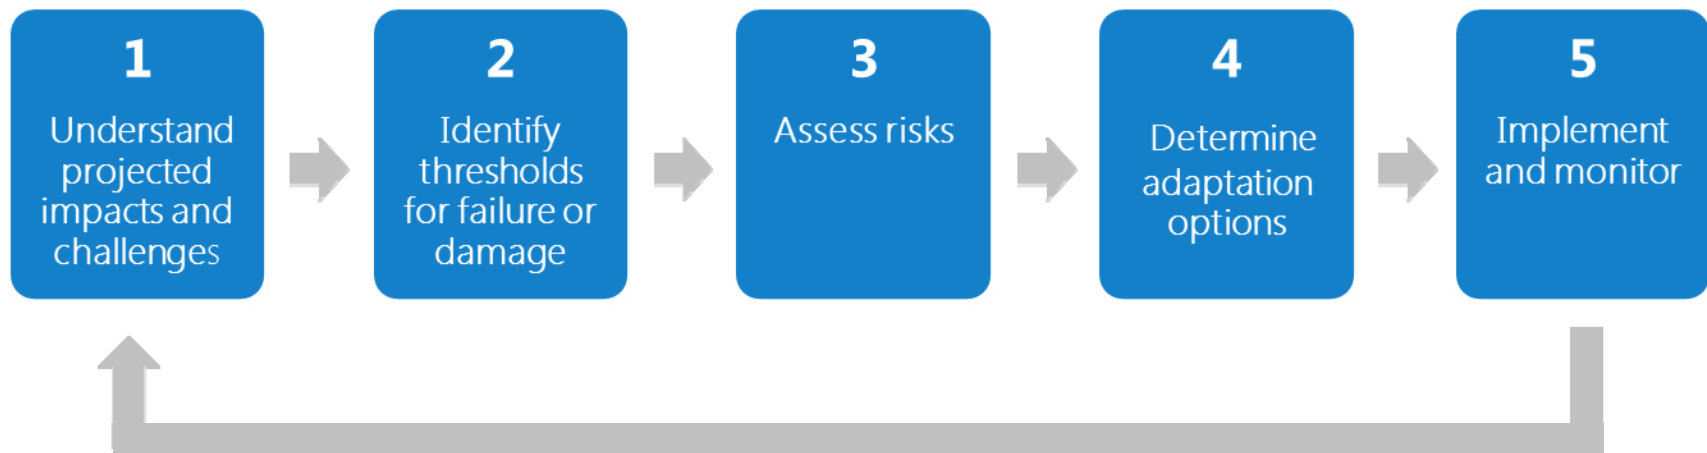 1
Understand
projected
impacts and
challenges
2
Identify
thresholds
for failure or
damage
3
Assess risks
4
Determine
adaptation
options
5
Implement
and monitor